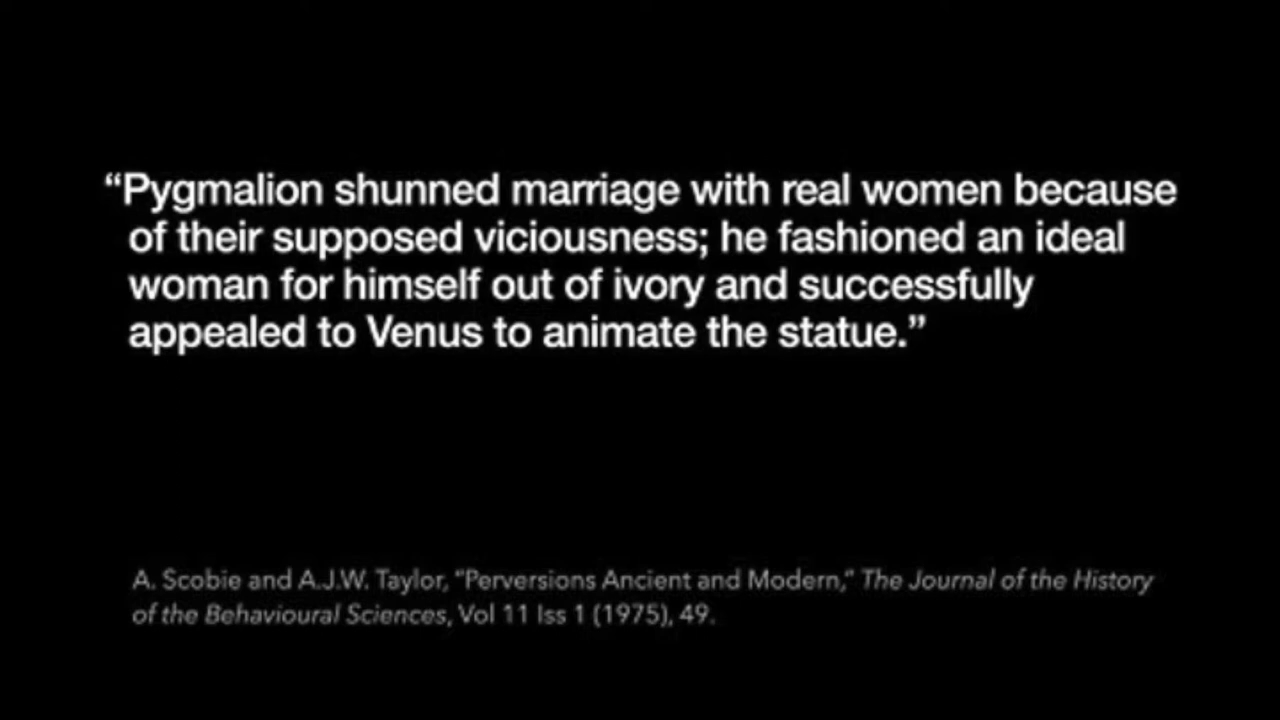 “Pygmalion shunned marriage with real women because
of their supposed viciousness; he fashioned an ideal
woman for himself out of ivory and successfully
appealed to Venus to animate the statue.”
A. Scobie and A.J.W. Taylor, “Perversions Ancient and Modern,” The Journal of the History
of the Behavioural Sciences, Vol 11 Iss 1 (1975), 49.